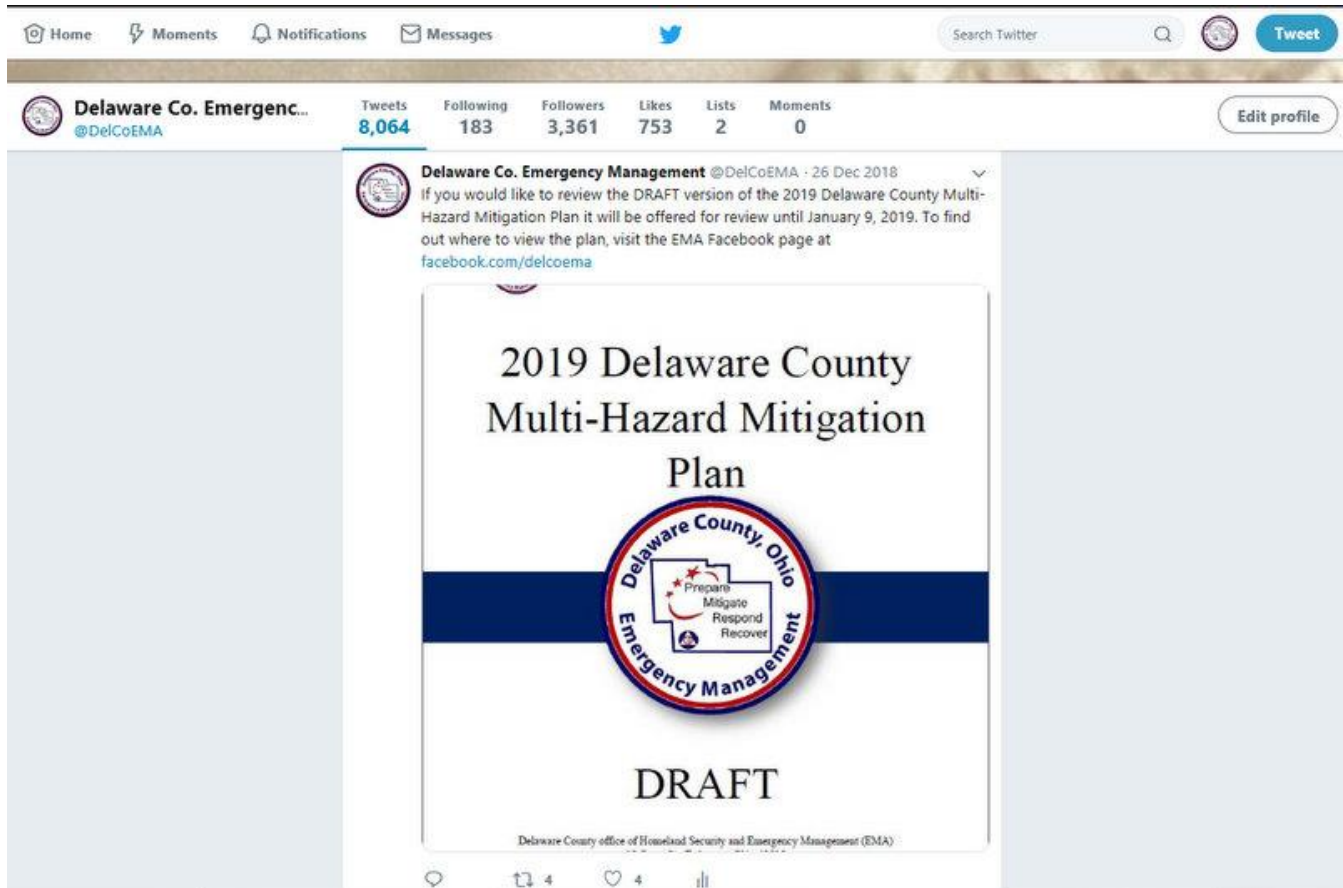 Home Moments Notifications Messages Search Twitter Tweet
Delaware Co. Emergenc...
@DelCoEMA
Tweets Following Followers Likes Lists Moments
8,064 183 3,361 753 2 0
Edit profile
Delaware Co. Emergency Management @DelCoEMA · 26 Dec 2018
If you would like to review the DRAFT version of the 2019 Delaware County Multi-
Hazard Mitigation Plan it will be offered for review until January 9, 2019. To find
out where to view the plan, visit the EMA Facebook page at
facebook.com/delcoema
2019 Delaware County
Multi-Hazard Mitigation
Plan
Delaware County, Ohio
Prepare
Mitigate
Respond
Recover
Emergency Management
DRAFT
Delaware County office of Homeland Security and Emergency Management (EMA)
4 4